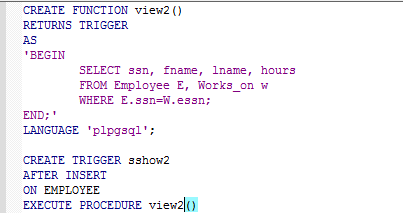 CREATE FUNCTION view2()
RETURNS TRIGGER
AS
'BEGIN
SELECT ssn, fname, lname, hours
FROM Employee E, Works_on w
WHERE E.ssn=W.essn;
END;'
LANGUAGE 'plpgsql';
CREATE TRIGGER sshow2
AFTER INSERT
ON EMPLOYEE
EXECUTE PROCEDURE view2()